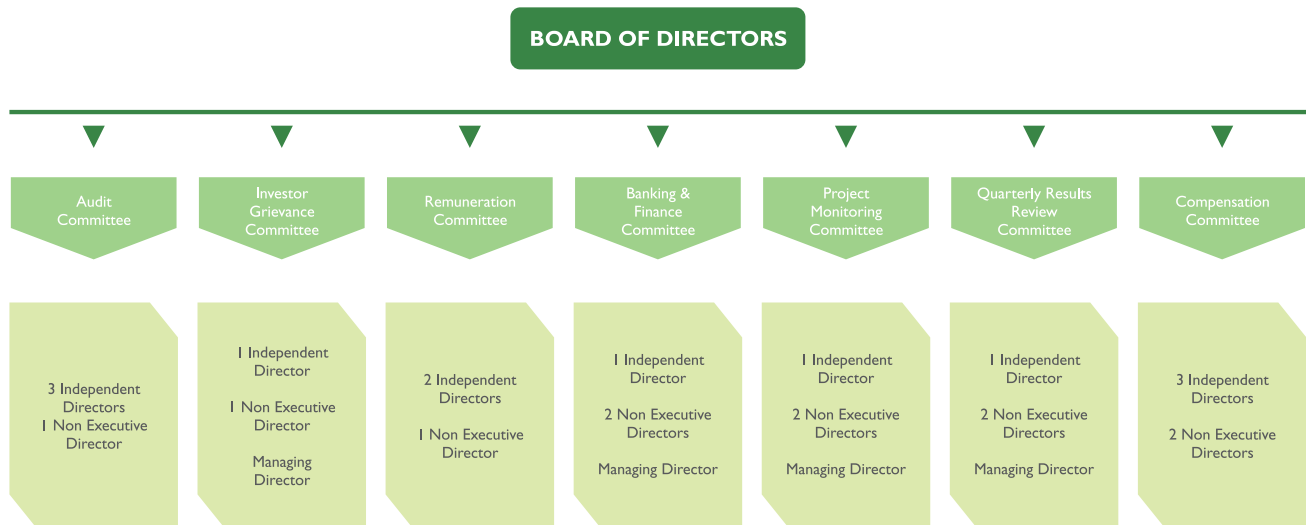 BOARD OF DIRECTORS
Audit
Committee
Investor
Grievance
Committee
Remuneration
Committee
Banking &
Finance
Committee
Project
Monitoring
Committee
Quarterly Results
Review
Committee
Compensation
Committee
3 Independent
Directors
1 Non Executive
Director
1 Independent
Director
1 Non Executive
Director
Managing
Director
2 Independent
Directors
1 Non Executive
Director
1 Independent
Director
2 Non Executive
Directors
Managing Director
1 Independent
Director
2 Non Executive
Directors
Managing Director
1 Independent
Director
2 Non Executive
Directors
Managing Director
3 Independent
Directors
2 Non Executive
Directors